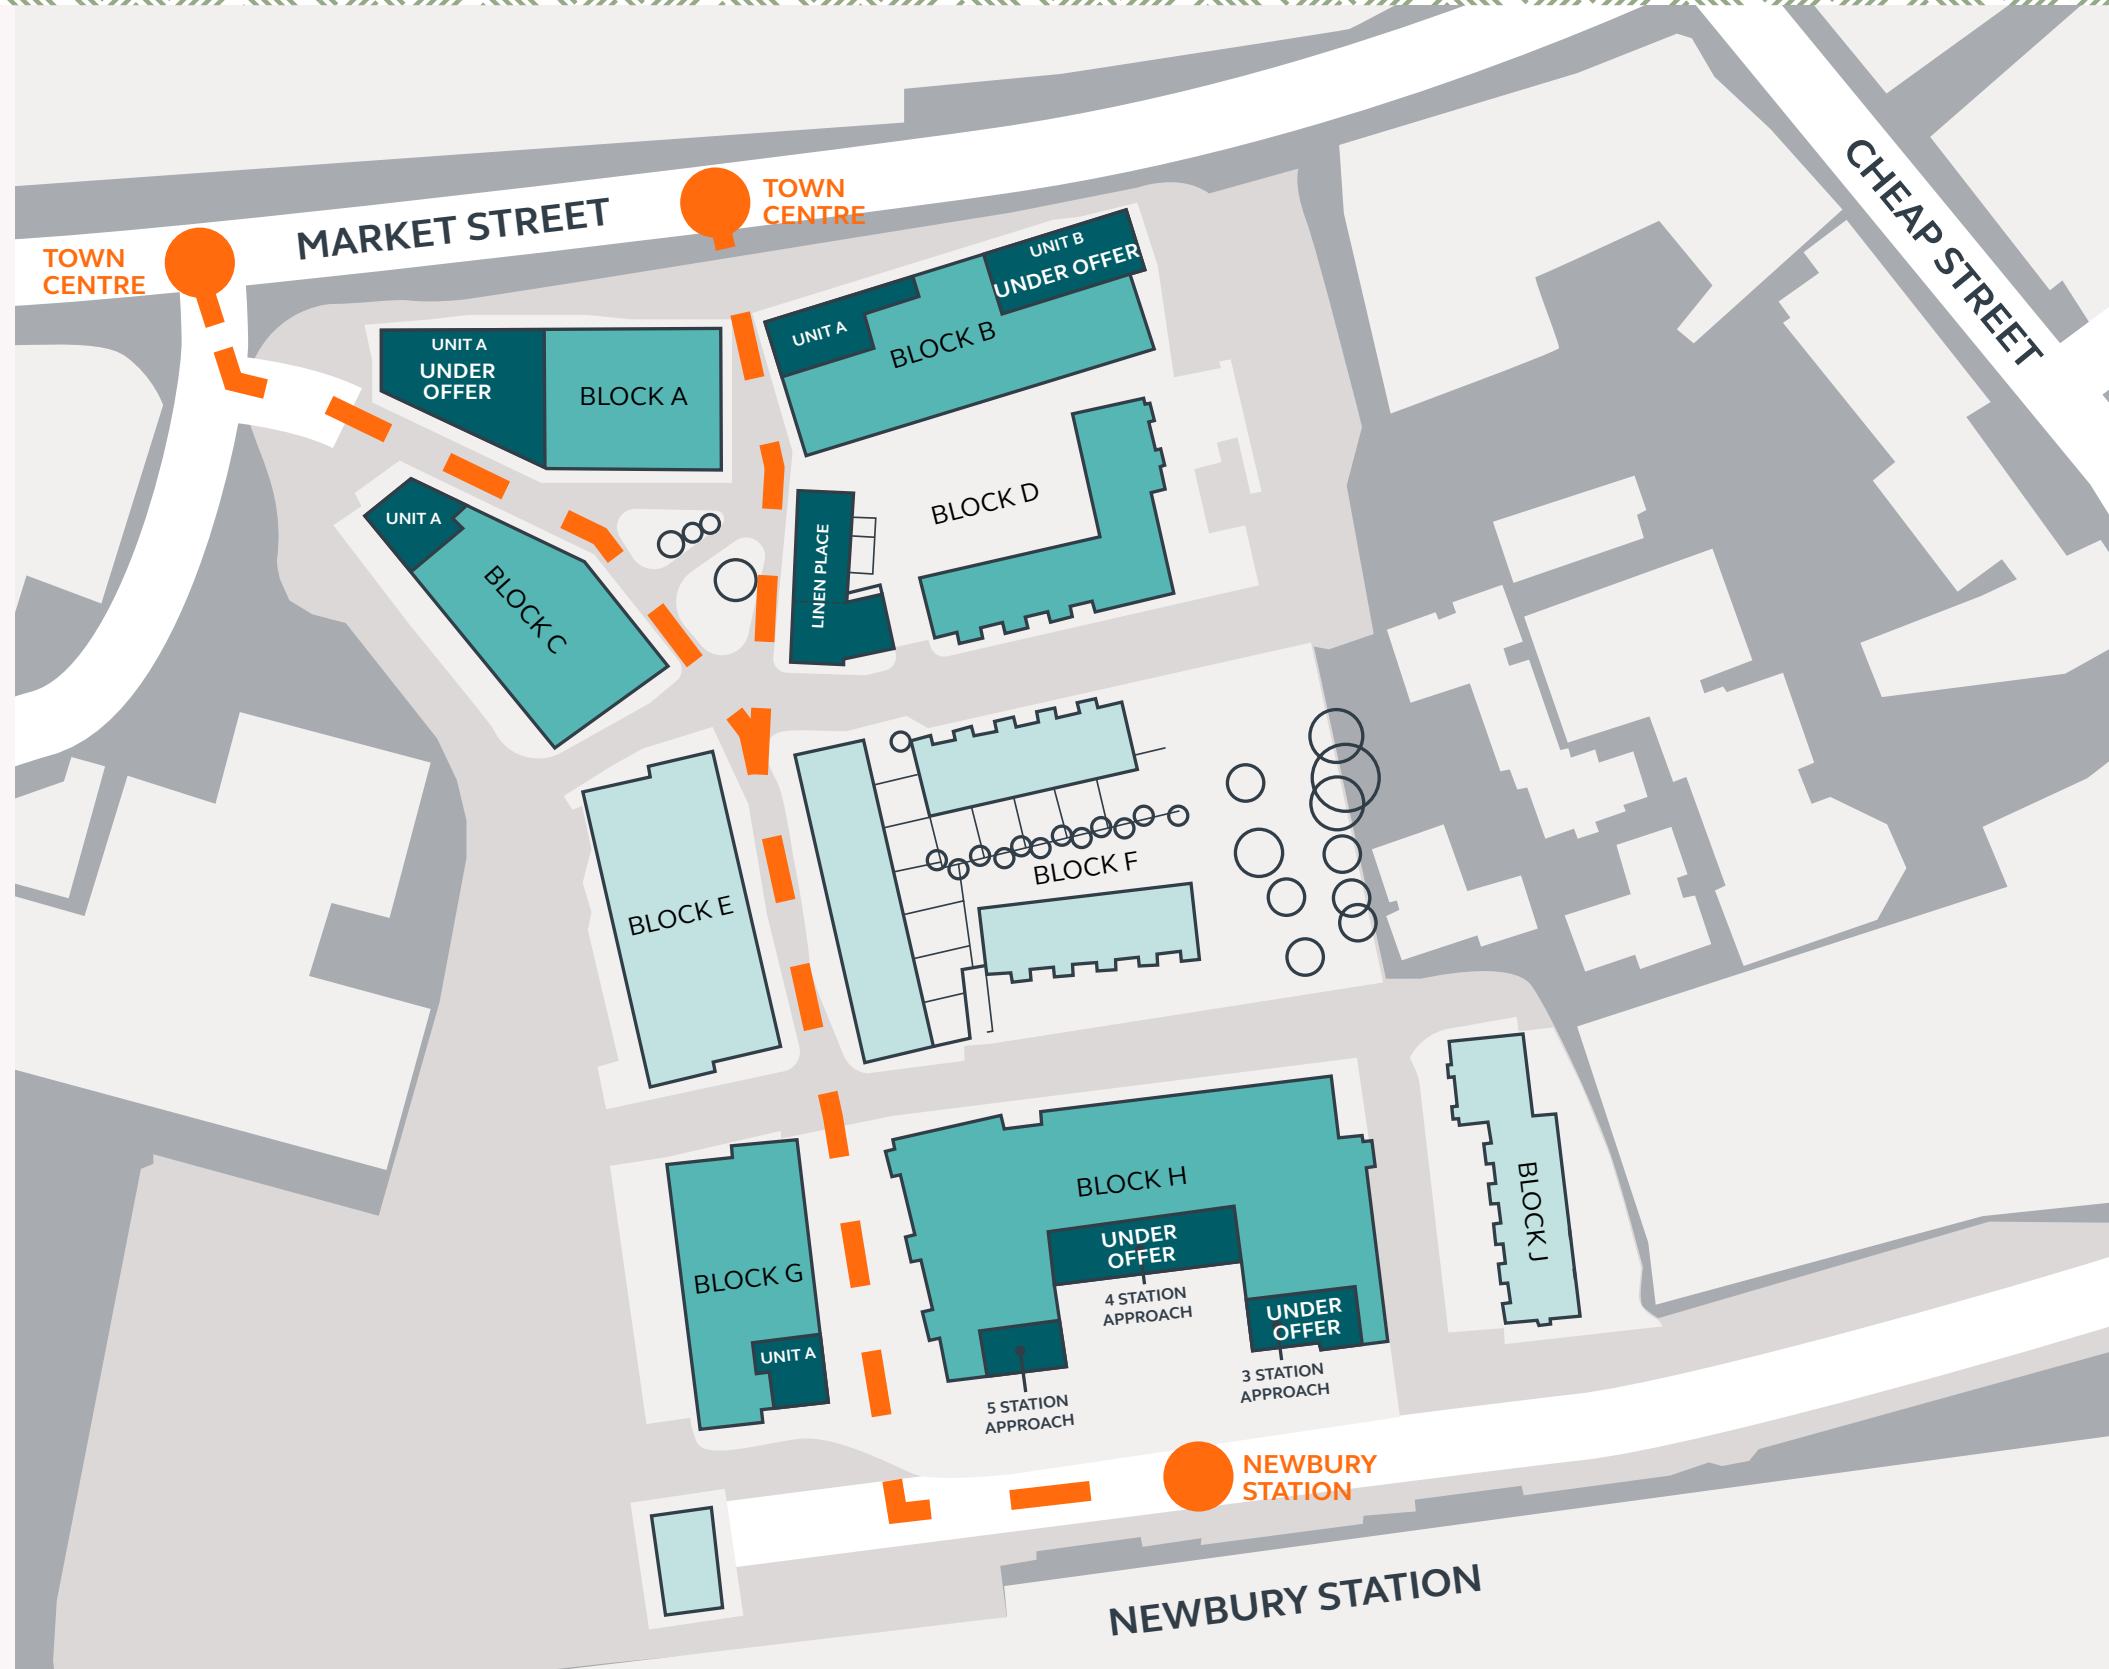 CHEAP STREET
TOWN
CENTRE
MARKET STREET
TOWN
CENTRE
UNIT B
UNDER OFFER
UNIT A
BLOCK B
UNIT A
UNDER
OFFER
BLOCK A
UNIT A
BLOCK C
LINEN PLACE
BLOCK D
BLOCK E
BLOCK F
BLOCK G
UNIT A
BLOCK H
UNDER
OFFER
4 STATION
APPROACH
UNDER
OFFER
3 STATION
APPROACH
5 STATION
APPROACH
BLOCK J
NEWBURY
STATION
NEWBURY STATION